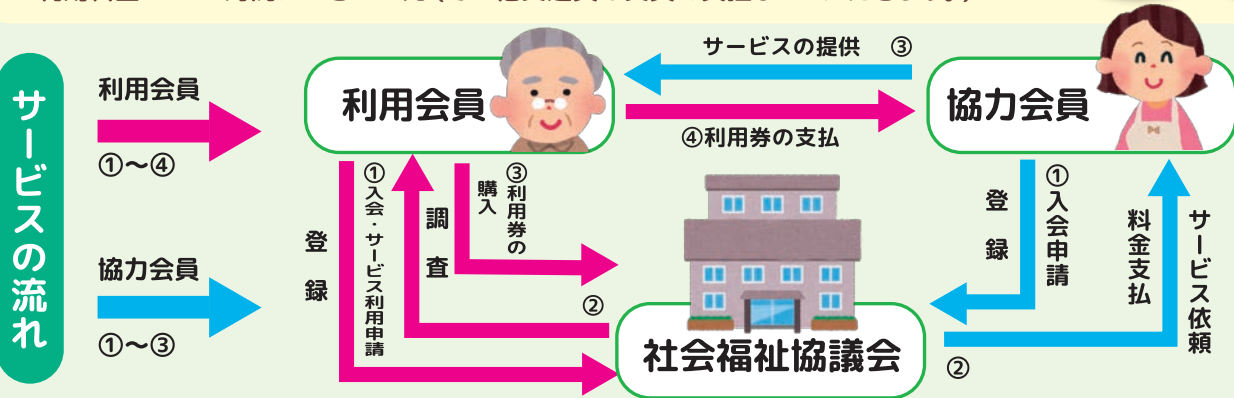 サービスの流れ
利用会員
①～④
協力会員
①～③
利用会員
サービスの提供 ③
④利用券の支払
協力会員
登録
①入会・サービス利用申請
調査
②
③利用券の
購入
社会福祉協議会
登録
①入会申請
料金支払
サービス依頼
②